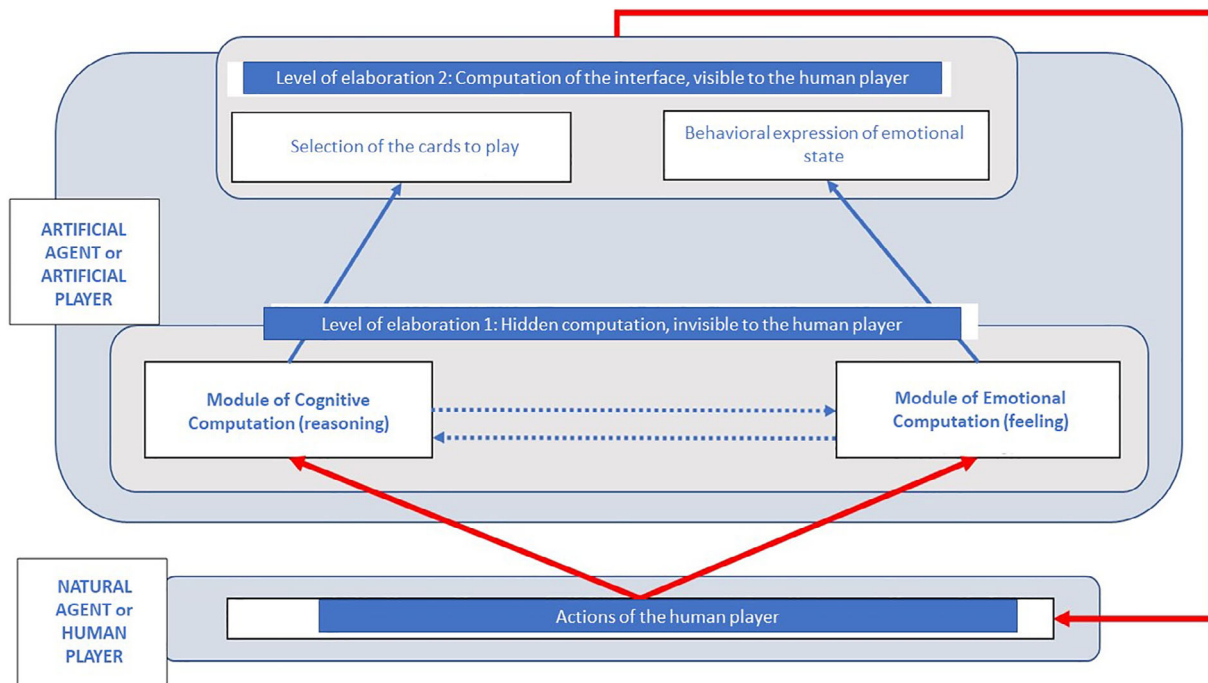 Level of elaboration 2: Computation of the interface, visible to the human player
Selection of the cards to play
Behavioral expression of emotional
state
ARTIFICIAL
AGENT or
ARTIFICIAL
PLAYER
Level of elaboration 1: Hidden computation, invisible to the human player
Module of Cognitive
Computation (reasoning)
Module of Emotional
Computation (feeling)
NATURAL
AGENT or
HUMAN
PLAYER
Actions of the human player